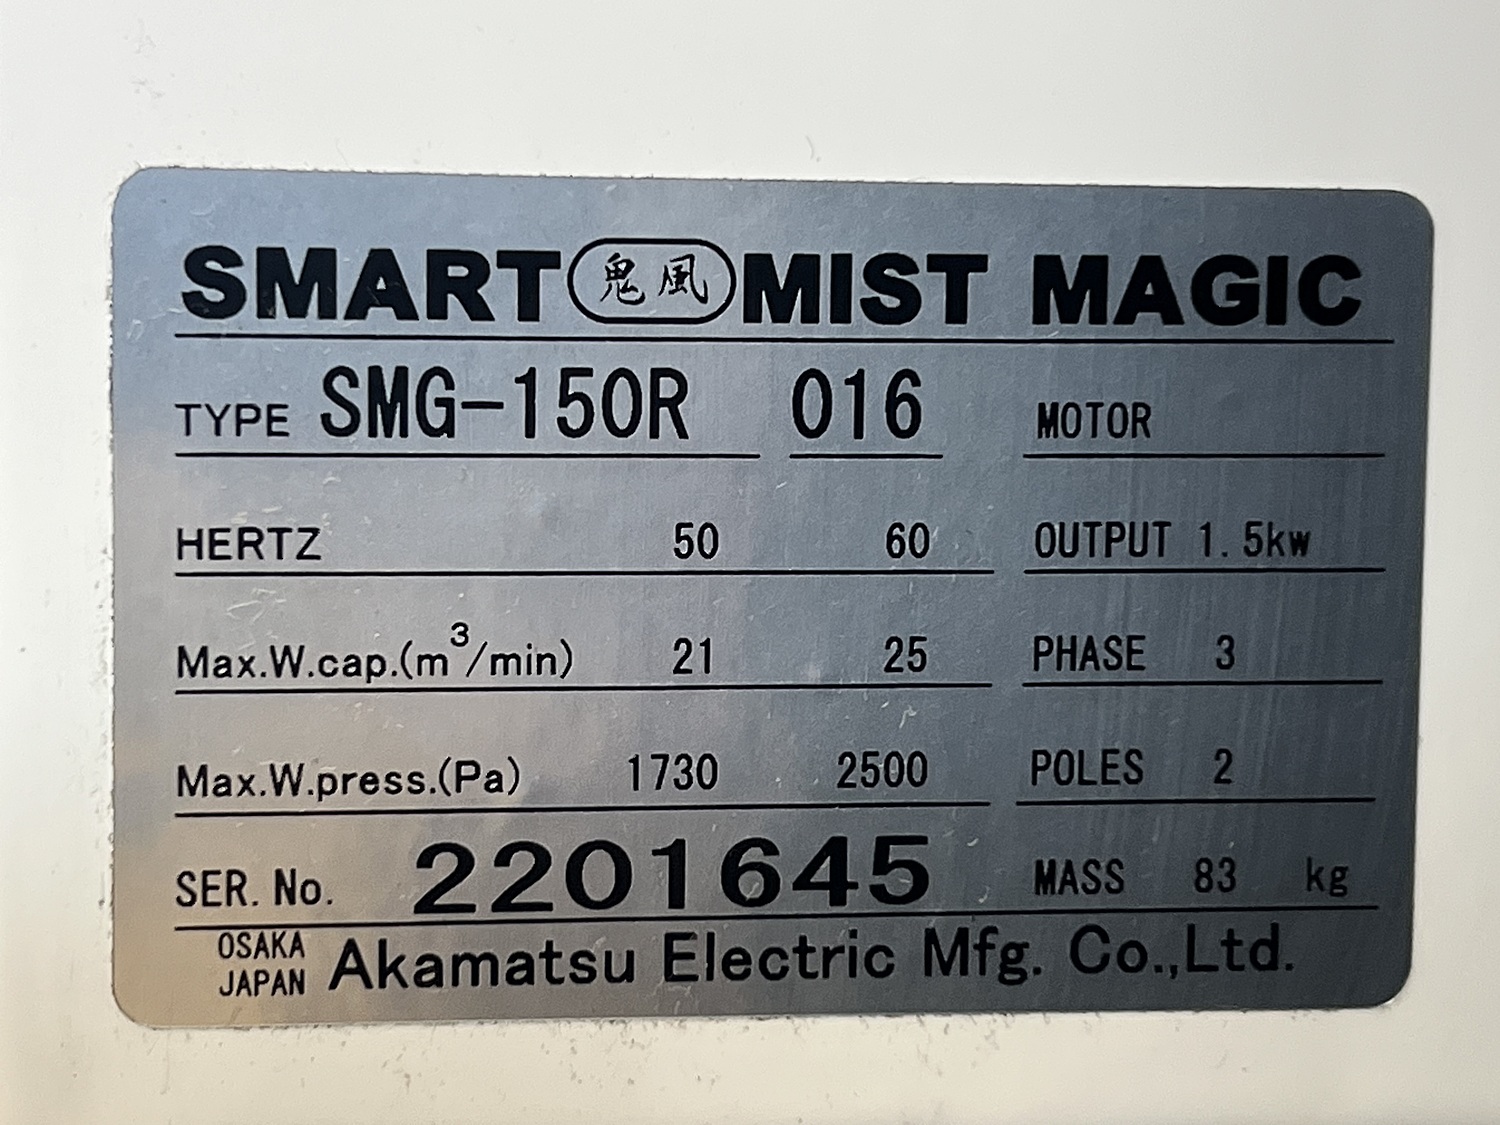 SMART 鬼風 MIST MAGIC
TYPE SMG-150R 016 MOTOR
HERTZ 50 60 OUTPUT 1.5kw
Max.W.cap.(m³/min) 21 25 PHASE 3
Max.W.press.(Pa) 1730 2500 POLES 2
SER. No. 2201645 MASS 83 kg
OSAKA JAPAN Akamatsu Electric Mfg. Co.,Ltd.